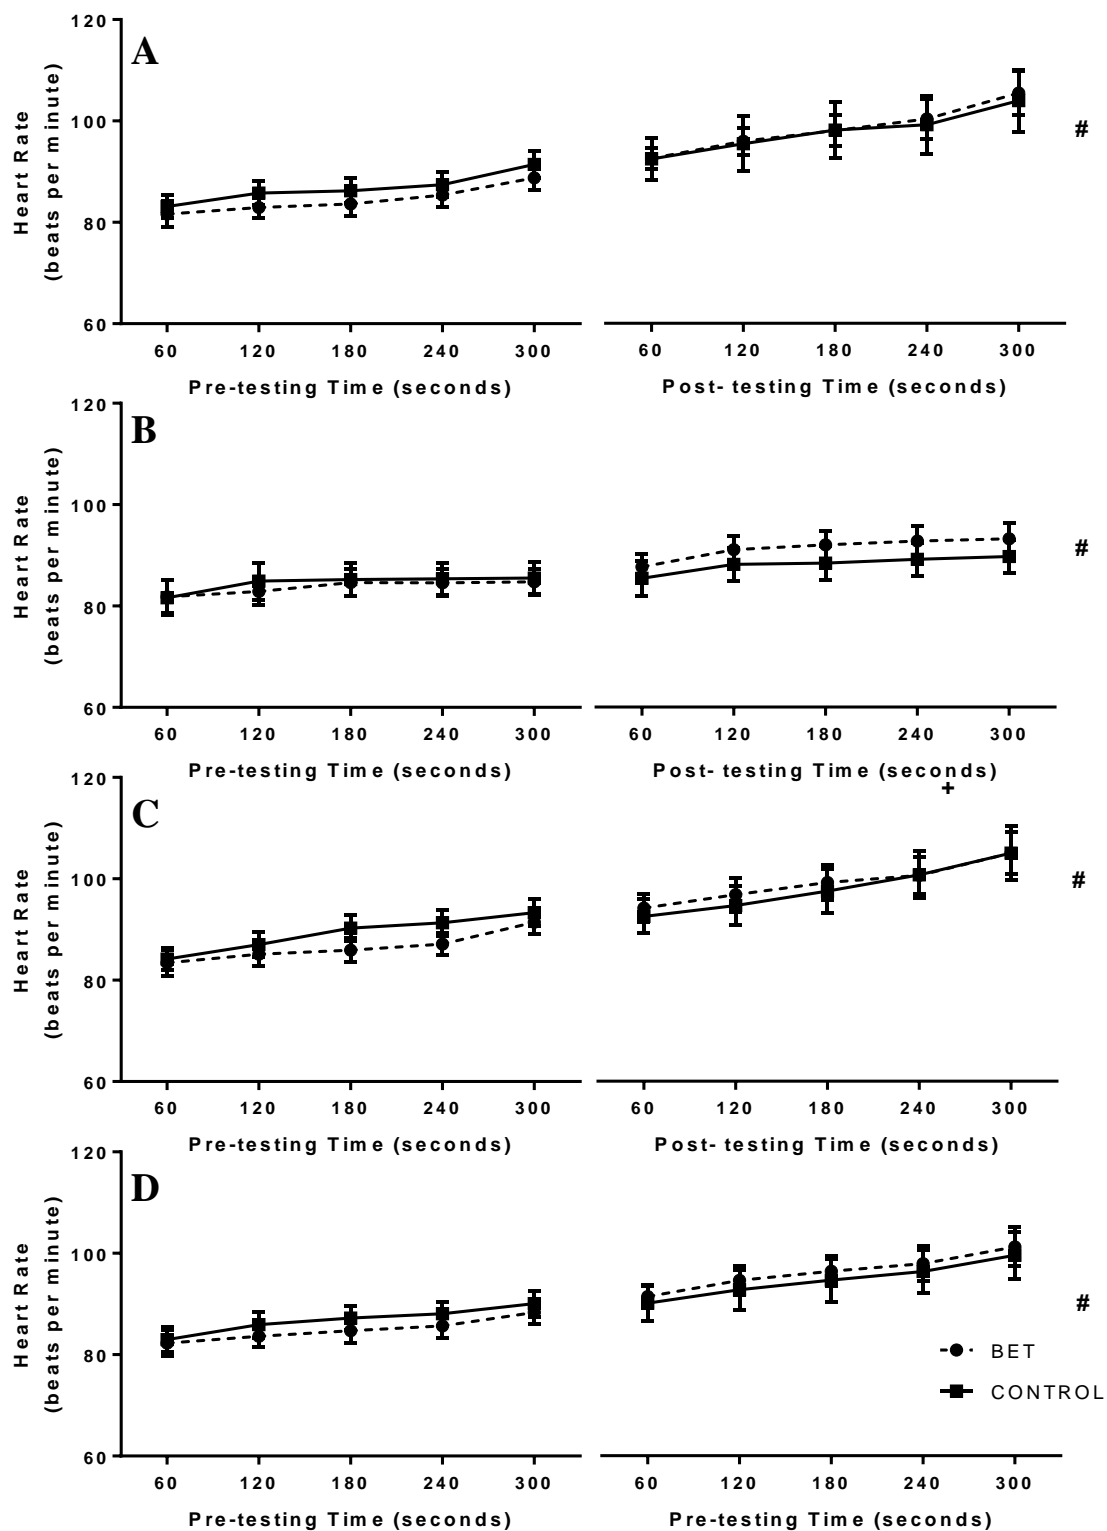 A
Heart Rate
(beats per minute)
120
100
80
60
60 120 180 240 300
60 120 180 240 300
Pre-testing Time (seconds)
Post- testing Time (seconds)
#
B
Heart Rate
(beats per minute)
120
100
80
60
60 120 180 240 300
60 120 180 240 300
Pre-testing Time (seconds)
Post- testing Time (seconds)
#
C
Heart Rate
(beats per minute)
120
100
80
60
+
60 120 180 240 300
60 120 180 240 300
Pre-testing Time (seconds)
Post- testing Time (seconds)
#
D
Heart Rate
(beats per minute)
120
100
80
60
#
BET
CONTROL
60 120 180 240 300
60 120 180 240 300
Pre-testing Time (seconds)
Pre-testing Time (seconds)